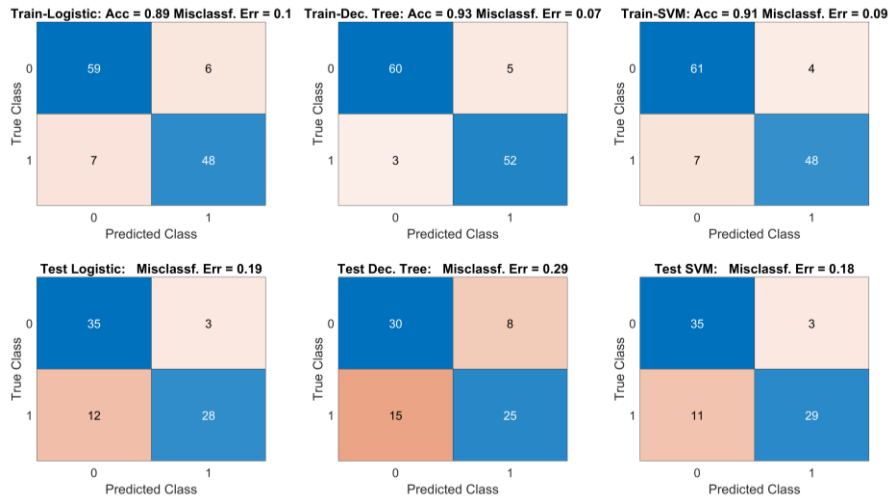 Train-Logistic: Acc = 0.89 Misclassf. Err = 0.1
Train-Dec. Tree: Acc = 0.93 Misclassf. Err = 0.07
Train-SVM: Acc = 0.91 Misclassf. Err = 0.09
True Class
0 59 6
1 7 48
0 1
Predicted Class
True Class
0 60 5
1 3 52
0 1
Predicted Class
True Class
0 61 4
1 7 48
0 1
Predicted Class
Test Logistic: Misclassf. Err = 0.19
Test Dec. Tree: Misclassf. Err = 0.29
Test SVM: Misclassf. Err = 0.18
True Class
0 35 3
1 12 28
0 1
Predicted Class
True Class
0 30 8
1 15 25
0 1
Predicted Class
True Class
0 35 3
1 11 29
0 1
Predicted Class